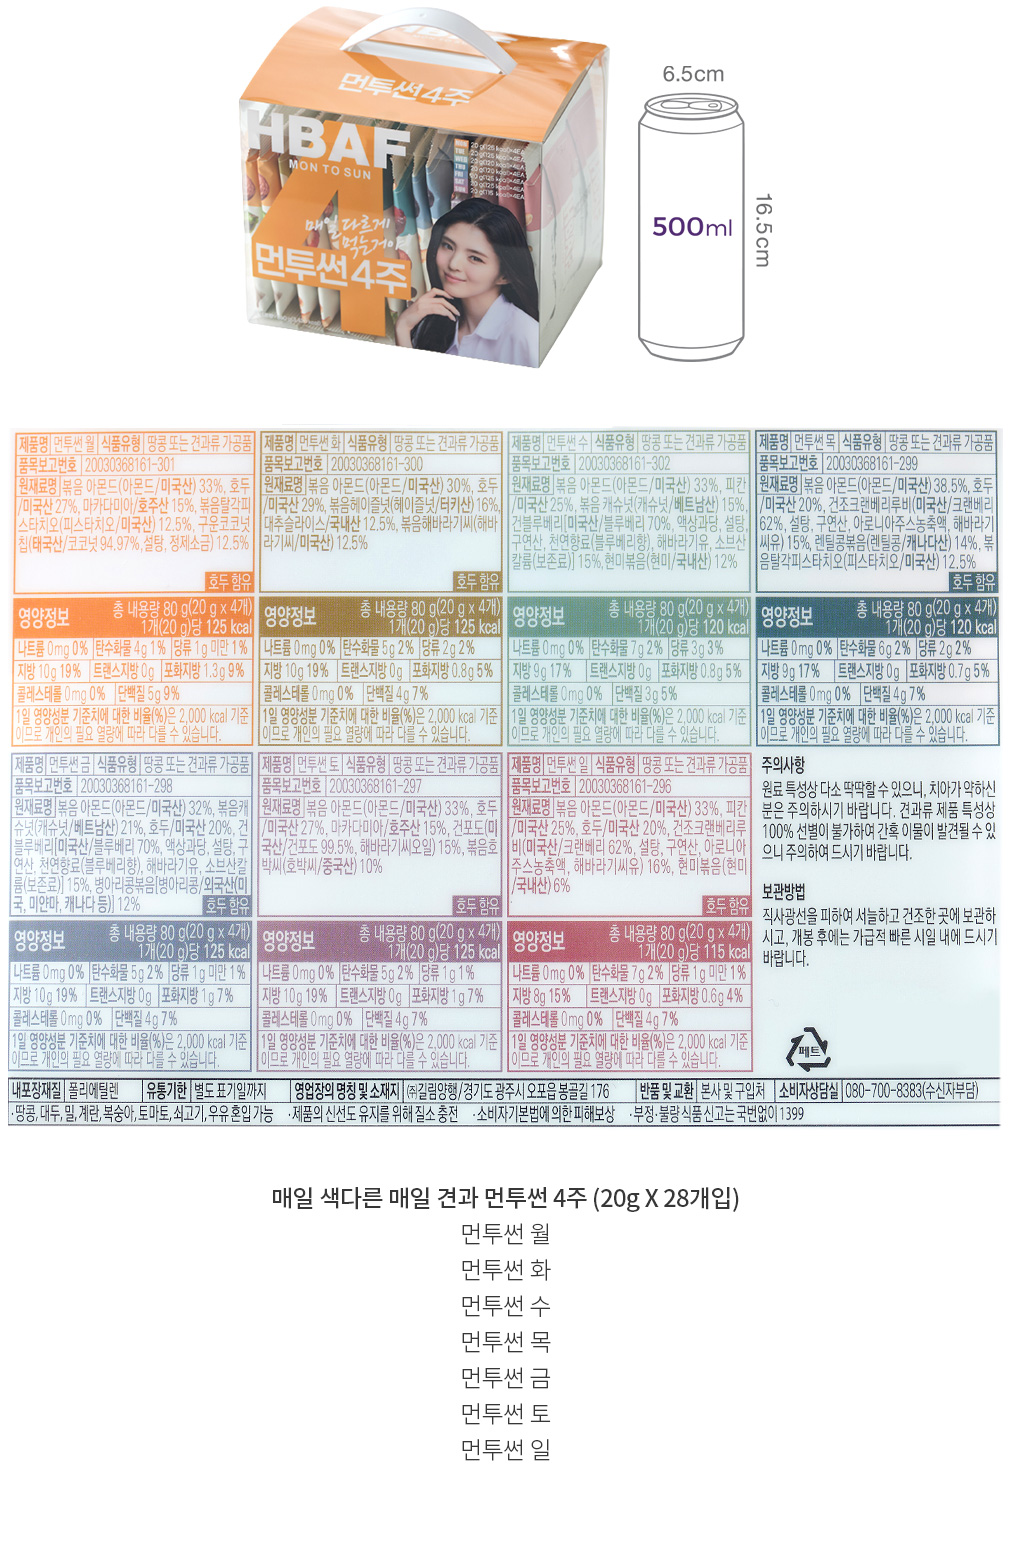 HBAF
먼투썬4주
HBAF
MON TO SUN
4
매일 다르게
먹는거야
먼투썬4주
6.5cm
500ml
16.5cm
제품명 먼투썬 월 식품유형 땅콩 또는 견과류 가공품
품목보고번호 20030368161-301
원재료명 볶음 아몬드(아몬드/미국산) 33%, 호두
/미국산 27%, 마카다미아/호주산 15%, 볶음탈각피
스타치오(피스타치오/미국산) 12.5%, 구운코코넛
칩(태국산/코코넛 94.97%, 설탕, 정제소금) 12.5%
호두 함유
영양정보 총 내용량 80 g(20 g x 4개)
1개(20 g)당 125 kcal
나트륨 0mg 0% 탄수화물 4g 1% 당류 1g 미만 1%
지방 10g 19% 트랜스지방 0g 포화지방 1.3g 9%
콜레스테롤 0mg 0% 단백질 5g 9%
1일 영양성분 기준치에 대한 비율(%)은 2,000 kcal 기준
이므로 개인의 필요 열량에 따라 다를 수 있습니다.
제품명 먼투썬 화 식품유형 땅콩 또는 견과류 가공품
품목보고번호 20030368161-300
원재료명 볶음 아몬드(아몬드/미국산) 30%, 호두
/미국산 29%, 볶음헤이즐넛(헤이즐넛/터키산) 16%,
대추슬라이스/국내산 12.5%, 볶음해바라기씨(해바
라기씨/미국산) 12.5%
호두 함유
영양정보 총 내용량 80 g(20 g x 4개)
1개(20 g)당 125 kcal
나트륨 0mg 0% 탄수화물 5g 2% 당류 2g 2%
지방 10g 19% 트랜스지방 0g 포화지방 0.8g 5%
콜레스테롤 0mg 0% 단백질 4g 7%
1일 영양성분 기준치에 대한 비율(%)은 2,000 kcal 기준
이므로 개인의 필요 열량에 따라 다를 수 있습니다.
제품명 먼투썬 수 식품유형 땅콩 또는 견과류 가공품
품목보고번호 20030368161-302
원재료명 볶음 아몬드(아몬드/미국산) 33%, 피칸
/미국산 25%, 볶음 캐슈넛(캐슈넛/베트남산) 15%,
건블루베리[미국산/블루베리 70%, 액상과당, 설탕,
구연산, 천연향료(블루베리향), 해바라기유, 소브산
칼륨(보존료)] 15%, 현미볶음(현미/국내산) 12%
영양정보 총 내용량 80 g(20 g x 4개)
1개(20 g)당 120 kcal
나트륨 0mg 0% 탄수화물 7g 2% 당류 3g 3%
지방 9g 17% 트랜스지방 0g 포화지방 0.8g 5%
콜레스테롤 0mg 0% 단백질 3g 5%
1일 영양성분 기준치에 대한 비율(%)은 2,000 kcal 기준
이므로 개인의 필요 열량에 따라 다를 수 있습니다.
제품명 먼투썬 목 식품유형 땅콩 또는 견과류 가공품
품목보고번호 20030368161-299
원재료명 볶음 아몬드(아몬드/미국산) 38.5%, 호두
/미국산 20%, 건조크랜베리루비(미국산/크랜베리
62%, 설탕, 구연산, 아로니아주스농축액, 해바라기
씨유) 15%, 렌틸콩볶음(렌틸콩/캐나다산) 14%, 볶
음탈각피스타치오(피스타치오/미국산) 12.5%
호두 함유
영양정보 총 내용량 80 g(20 g x 4개)
1개(20 g)당 120 kcal
나트륨 0mg 0% 탄수화물 6g 2% 당류 2g 2%
지방 9g 17% 트랜스지방 0g 포화지방 0.7g 5%
콜레스테롤 0mg 0% 단백질 4g 7%
1일 영양성분 기준치에 대한 비율(%)은 2,000 kcal 기준
이므로 개인의 필요 열량에 따라 다를 수 있습니다.
제품명 먼투썬 금 식품유형 땅콩 또는 견과류 가공품
품목보고번호 20030368161-298
원재료명 볶음 아몬드(아몬드/미국산) 32%, 볶음캐
슈넛(캐슈넛/베트남산) 21%, 호두/미국산 20%, 건
블루베리[미국산/블루베리 70%, 액상과당, 설탕, 구
연산, 천연향료(블루베리향), 해바라기유, 소브산칼
륨(보존료)] 15%, 병아리콩볶음[병아리콩/외국산(미
국, 미얀마, 캐나다 등)] 12%
호두 함유
영양정보 총 내용량 80 g(20 g x 4개)
1개(20 g)당 125 kcal
나트륨 0mg 0% 탄수화물 5g 2% 당류 1g 미만 1%
지방 10g 19% 트랜스지방 0g 포화지방 1g 7%
콜레스테롤 0mg 0% 단백질 4g 7%
1일 영양성분 기준치에 대한 비율(%)은 2,000 kcal 기준
이므로 개인의 필요 열량에 따라 다를 수 있습니다.
제품명 먼투썬 토 식품유형 땅콩 또는 견과류 가공품
품목보고번호 20030368161-297
원재료명 볶음 아몬드(아몬드/미국산) 33%, 호두
/미국산 27%, 마카다미아/호주산 15%, 건포도(미
국산/건포도 99.5%, 해바라기씨오일) 15%, 볶음호
박씨(호박씨/중국산) 10%
호두 함유
영양정보 총 내용량 80 g(20 g x 4개)
1개(20 g)당 125 kcal
나트륨 0mg 0% 탄수화물 5g 2% 당류 1g 1%
지방 10g 19% 트랜스지방 0g 포화지방 1g 7%
콜레스테롤 0mg 0% 단백질 4g 7%
1일 영양성분 기준치에 대한 비율(%)은 2,000 kcal 기준
이므로 개인의 필요 열량에 따라 다를 수 있습니다.
제품명 먼투썬 일 식품유형 땅콩 또는 견과류 가공품
품목보고번호 20030368161-296
원재료명 볶음 아몬드(아몬드/미국산) 33%, 피칸
/미국산 25%, 호두/미국산 20%, 건조크랜베리루
비(미국산/크랜베리 62%, 설탕, 구연산, 아로니아
주스농축액, 해바라기씨유) 16%, 현미볶음(현미
/국내산) 6%
호두 함유
영양정보 총 내용량 80 g(20 g x 4개)
1개(20 g)당 115 kcal
나트륨 0mg 0% 탄수화물 7g 2% 당류 1g 미만 1%
지방 8g 15% 트랜스지방 0g 포화지방 0.6g 4%
콜레스테롤 0mg 0% 단백질 4g 7%
1일 영양성분 기준치에 대한 비율(%)은 2,000 kcal 기준
이므로 개인의 필요 열량에 따라 다를 수 있습니다.
주의사항
원료 특성상 다소 딱딱할 수 있으니, 치아가 약하신
분은 주의하시기 바랍니다. 견과류 제품 특성상
100% 선별이 불가하여 간혹 이물이 발견될 수 있
으니 주의하여 드시기 바랍니다.
보관방법
직사광선을 피하여 서늘하고 건조한 곳에 보관하
시고, 개봉 후에는 가급적 빠른 시일 내에 드시기
바랍니다.
페트
내포장재질 폴리에틸렌 유통기한 별도 표기일까지 영업장의 명칭 및 소재지 ㈜길림양행/경기도 광주시 오포읍 봉골길 176 반품 및 교환 본사 및 구입처 소비자상담실 080-700-8383(수신자부담)
·땅콩, 대두, 밀, 계란, 복숭아, 토마토, 쇠고기, 우유 혼입 가능 ·제품의 신선도 유지를 위해 질소 충전 ·소비자기본법에 의한 피해보상 ·부정·불량 식품 신고는 국번없이 1399
매일 색다른 매일 견과 먼투썬 4주 (20g X 28개입)
먼투썬 월
먼투썬 화
먼투썬 수
먼투썬 목
먼투썬 금
먼투썬 토
먼투썬 일